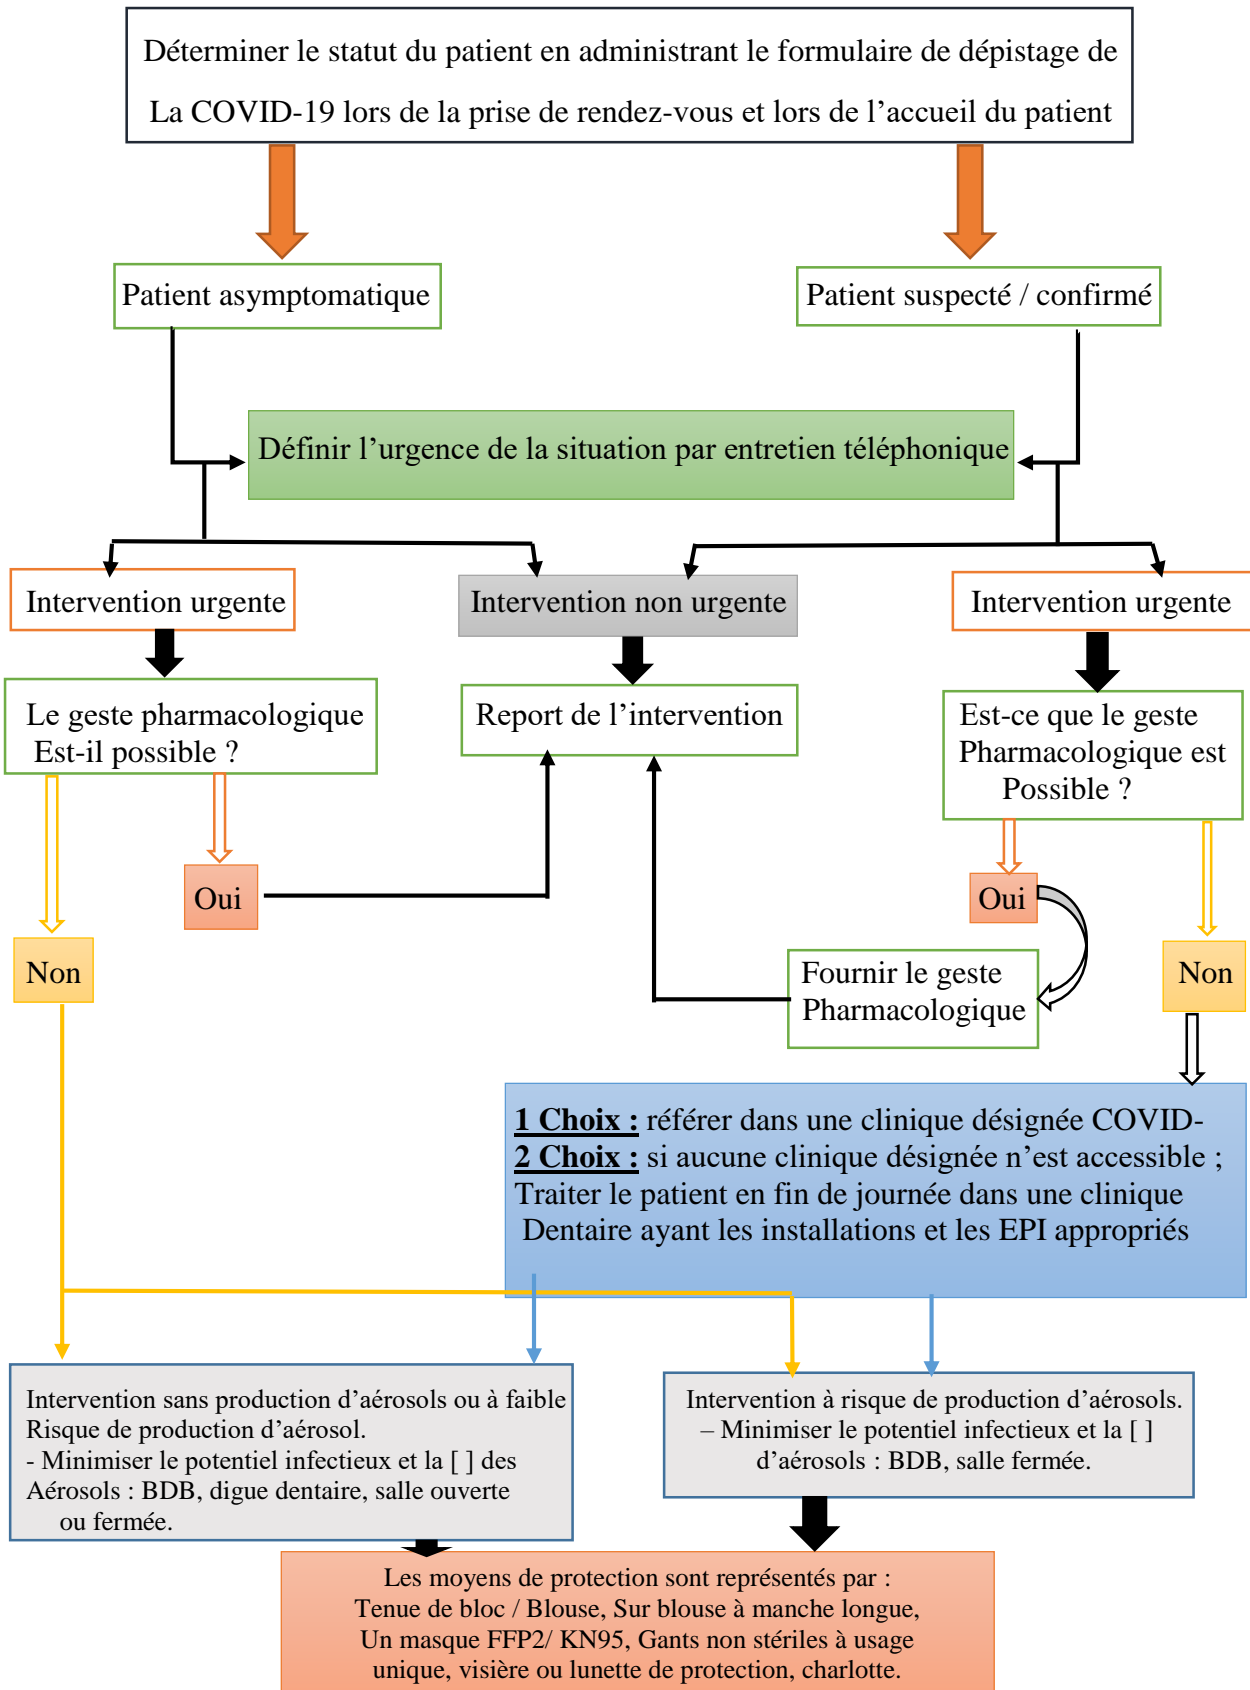 Déterminer le statut du patient en administrant le formulaire de dépistage de
La COVID-19 lors de la prise de rendez-vous et lors de l’accueil du patient
Patient asymptomatique
Patient suspecté / confirmé
Définir l’urgence de la situation par entretien téléphonique
Intervention urgente
Intervention non urgente
Intervention urgente
Le geste pharmacologique
Est-il possible ?
Report de l’intervention
Est-ce que le geste
Pharmacologique est
Possible ?
Oui
Oui
Non
Fournir le geste
Pharmacologique
Non
1 Choix : référer dans une clinique désignée COVID-
2 Choix : si aucune clinique désignée n’est accessible ;
Traiter le patient en fin de journée dans une clinique
Dentaire ayant les installations et les EPI appropriés
Intervention sans production d’aérosols ou à faible
Risque de production d’aérosol.
- Minimiser le potentiel infectieux et la [ ] des
Aérosols : BDB, digue dentaire, salle ouverte
ou fermée.
Intervention à risque de production d’aérosols.
– Minimiser le potentiel infectieux et la [ ]
d’aérosols : BDB, salle fermée.
Les moyens de protection sont représentés par :
Tenue de bloc / Blouse, Sur blouse à manche longue,
Un masque FFP2/ KN95, Gants non stériles à usage
unique, visière ou lunette de protection, charlotte.